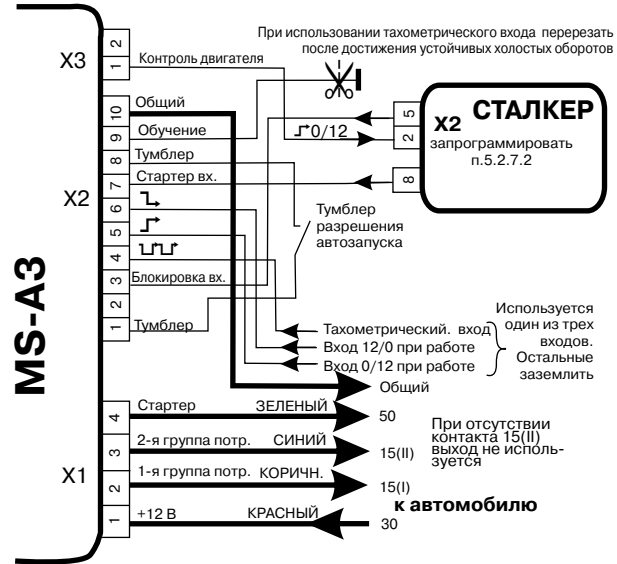 При использовании тахометрического входа перерезать
после достижения устойчивых холостых оборотов
X3
2
1
Контроль двигателя
X2
10
Общий
9
Обучение
8
Тумблер
7
Стартер вх.
6
5
4
3
Блокировка вх.
2
1
Тумблер
0/12
5
2
8
СТАЛКЕР
X2
запрограммировать
п.5.2.7.2
Тумблер
разрешения
автозапуска
MS-A3
Тахометрический. вход
Вход 12/0 при работе
Вход 0/12 при работе
Общий
Используется
один из трех
входов.
Остальные
заземлить
X1
4
Стартер ЗЕЛЕНЫЙ
50
3
2-я группа потр. СИНИЙ
15(II)
2
1-я группа потр. КОРИЧН.
15(I)
1
+12 В КРАСНЫЙ
30
При отсутствии
контакта 15(II)
выход не исполь-
зуется
к автомобилю